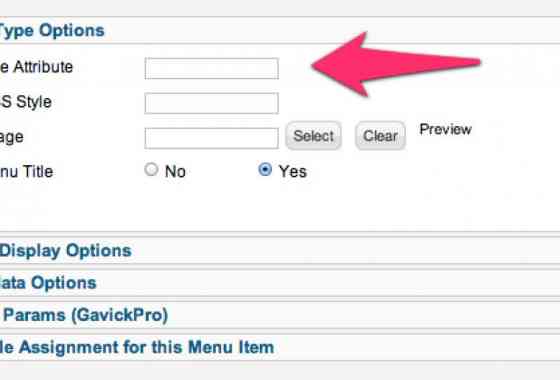 Type Options
e Attribute
S Style
age Select Clear Preview
nu Title No Yes
Display Options
ata Options
Params (GavickPro)
le Assignment for this Menu Item